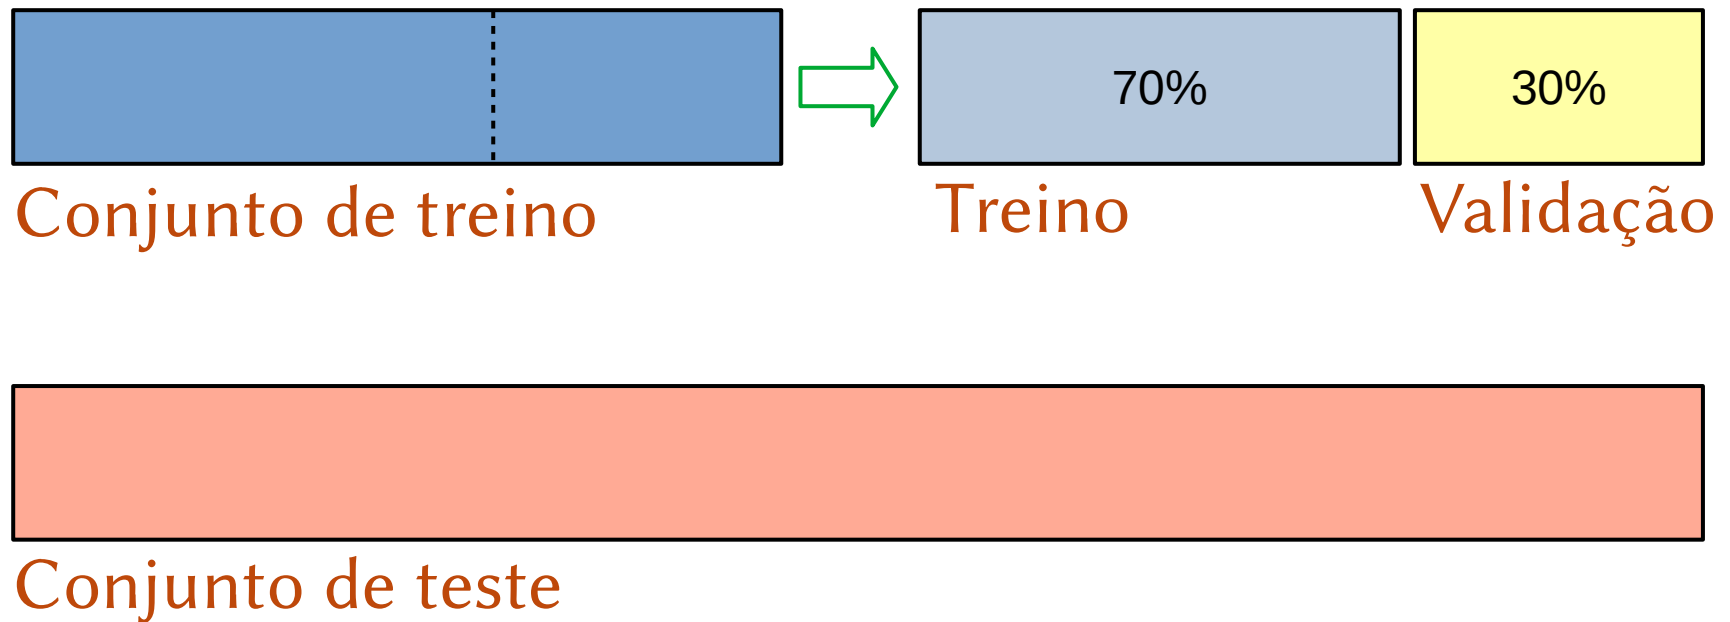 70%
30%
Conjunto de treino
Treino
Validação
Conjunto de teste